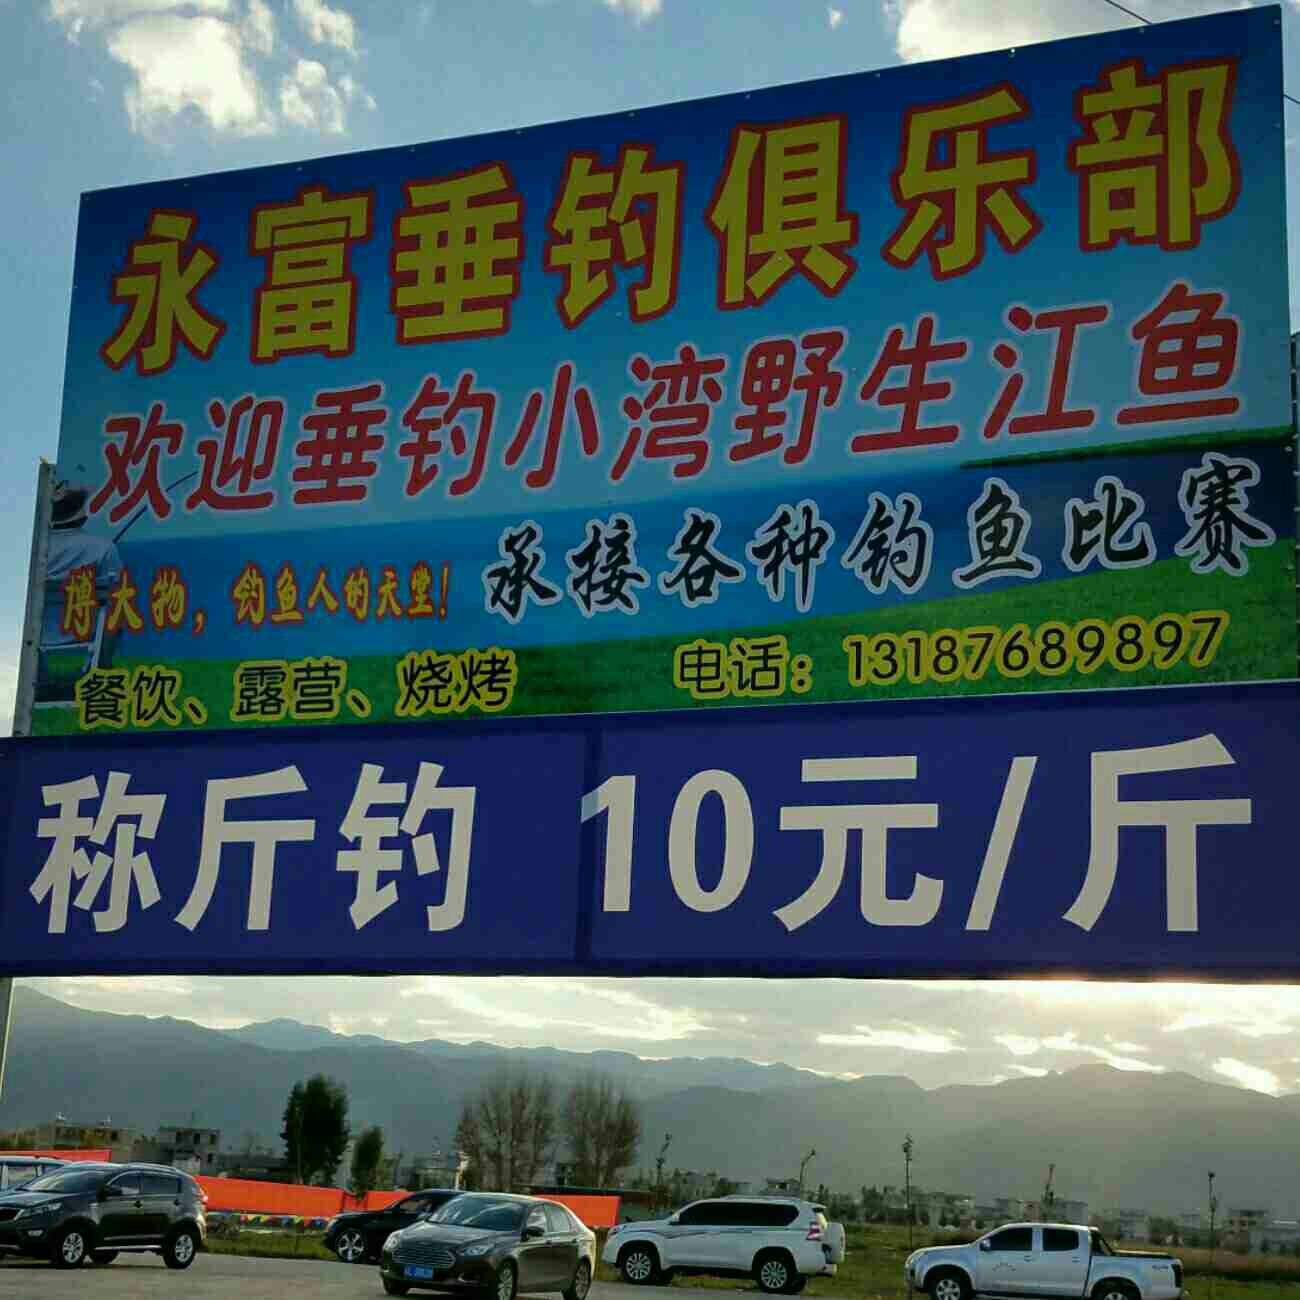 永富垂钓俱乐部
欢迎垂钓小湾野生江鱼
承接各种钓鱼比赛
博大物，钓鱼人的天堂！
餐饮、露营、烧烤
电话：13187689897
称斤钓 10元/斤